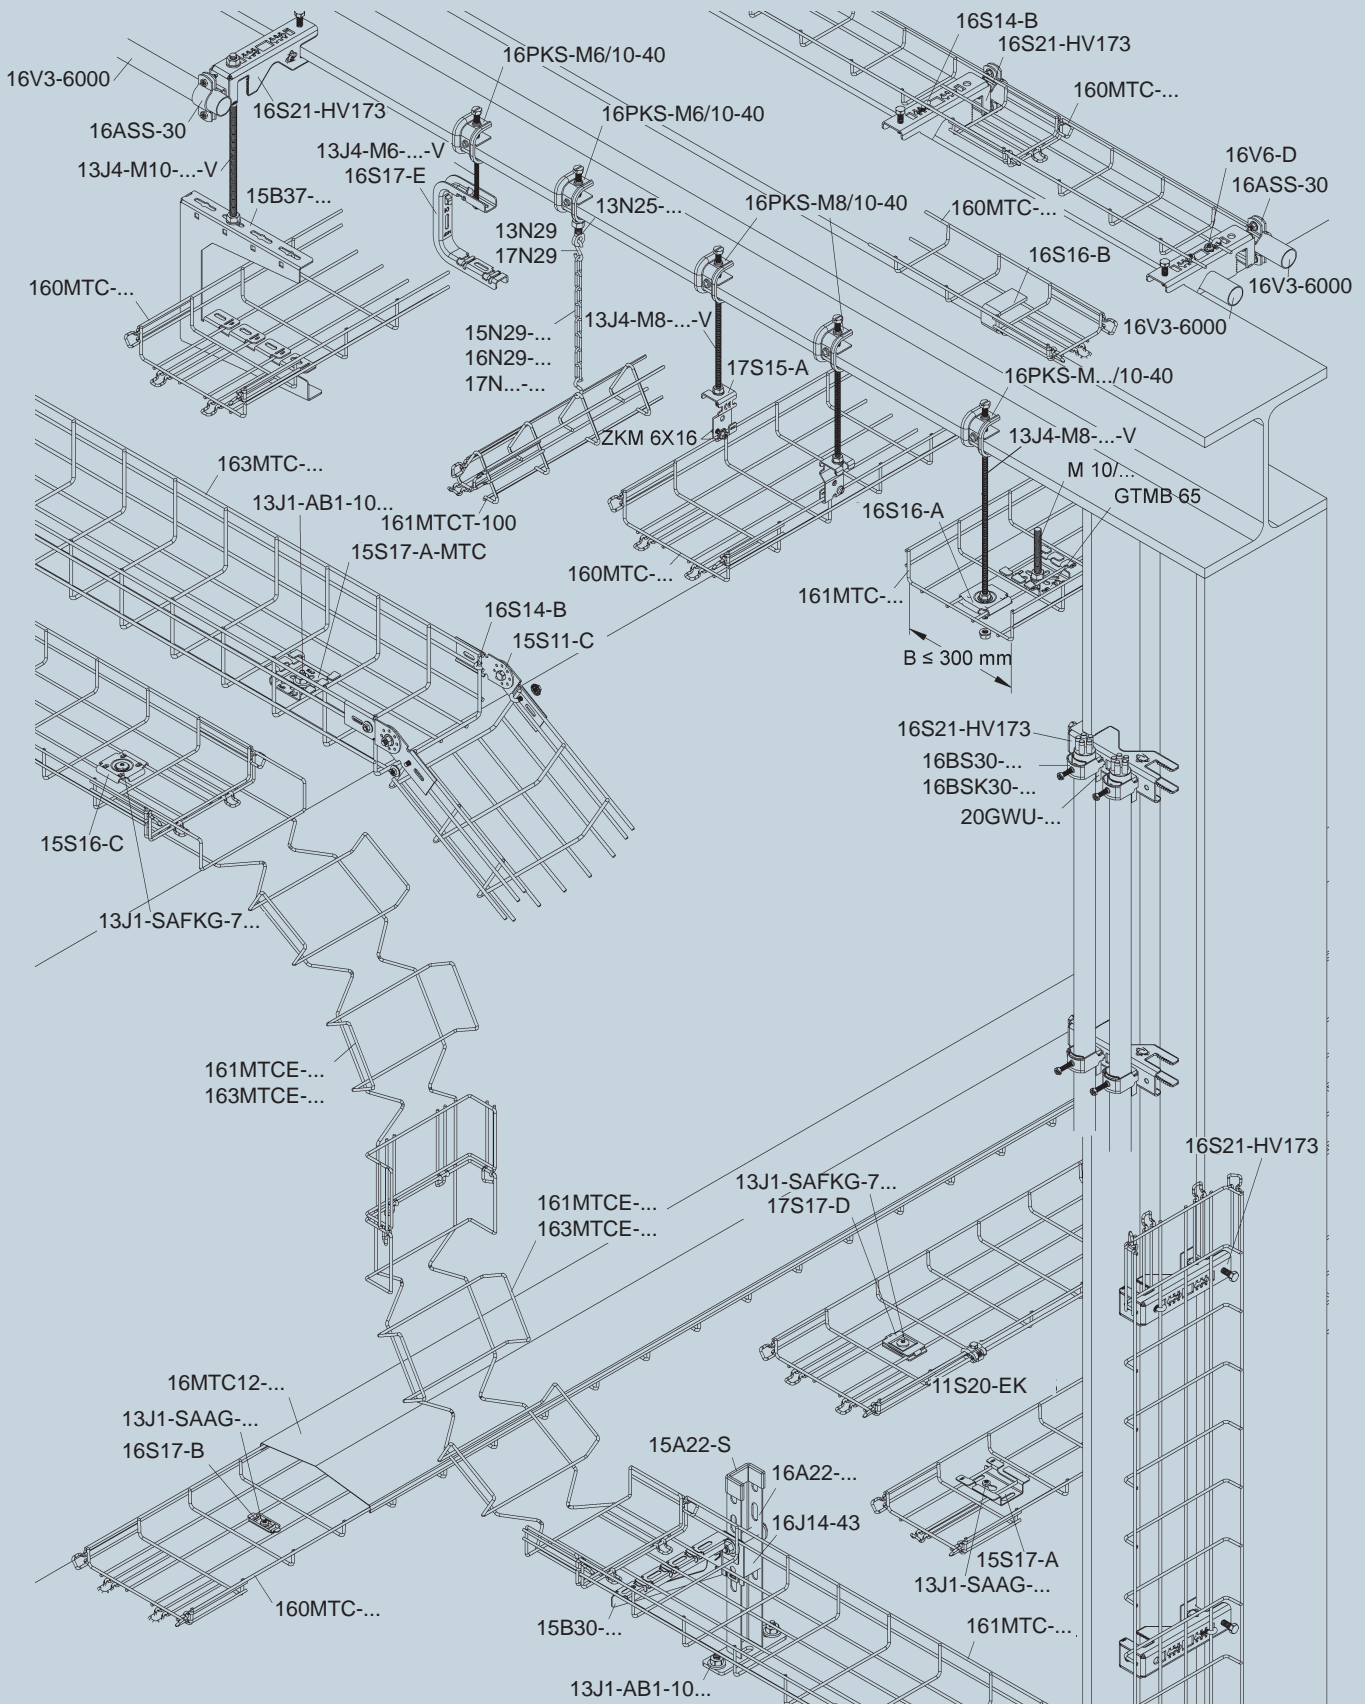 16S14-B
16S21-HV173
16PKS-M6/10-40
16V3-6000
160MTC-...
16S21-HV173
16PKS-M6/10-40
16ASS-30
13J4-M6-...-V
16V6-D
13J4-M10-...-V
16S17-E
16ASS-30
15B37-...
13N25-...
16PKS-M8/10-40
160MTC-...
13N29
17N29
16S16-B
160MTC-...
16V3-6000
15N29-...
13J4-M8-...-V
16V3-6000
16N29-...
17S15-A
16PKS-M.../10-40
17N...-...
ZKM 6X16
13J4-M8-...-V
163MTC-...
M 10/...
13J1-AB1-10...
GTMB 65
161MTCT-100
16S16-A
15S17-A-MTC
160MTC-...
161MTC-...
16S14-B
15S11-C
B ≤ 300 mm
16S21-HV173
16BS30-...
16BSK30-...
20GWU-...
15S16-C
13J1-SAFKG-7...
161MTCE-...
163MTCE-...
16S21-HV173
13J1-SAFKG-7...
161MTCE-...
17S17-D
163MTCE-...
16MTC12-...
11S20-EK
13J1-SAAG-...
15A22-S
16S17-B
16A22-...
16J14-43
15S17-A
13J1-SAAG-...
160MTC-...
15B30-...
161MTC-...
13J1-AB1-10...